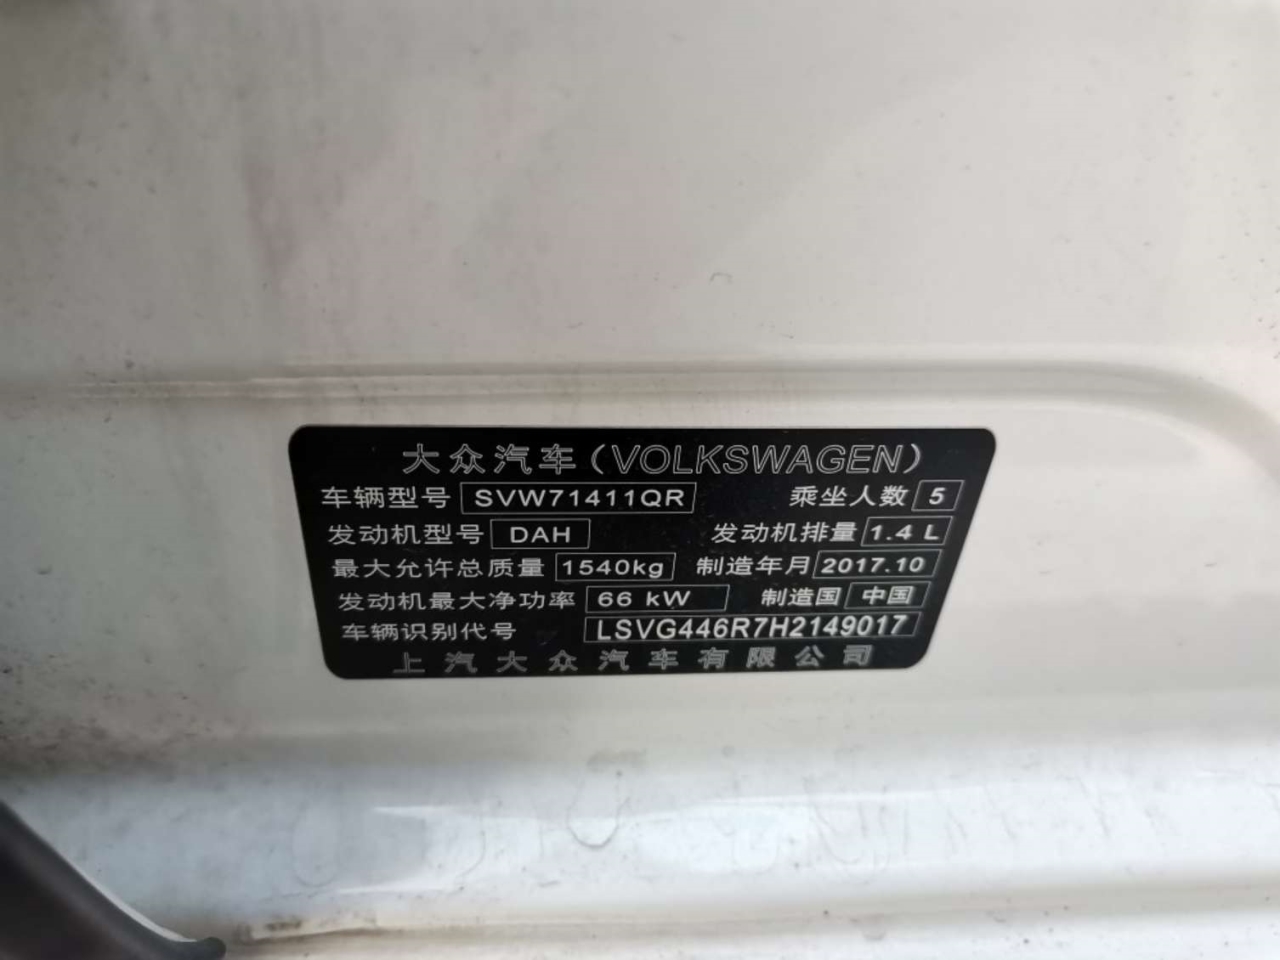 大众汽车(VOLKSWAGEN)
车辆型号 SVW71411QR 乘坐人数 5
发动机型号 DAH 发动机排量 1.4 L
最大允许总质量 1540kg 制造年月 2017.10
发动机最大净功率 66 kW 制造国 中国
车辆识别代号 LSVG446R7H2149017
上汽大众汽车有限公司